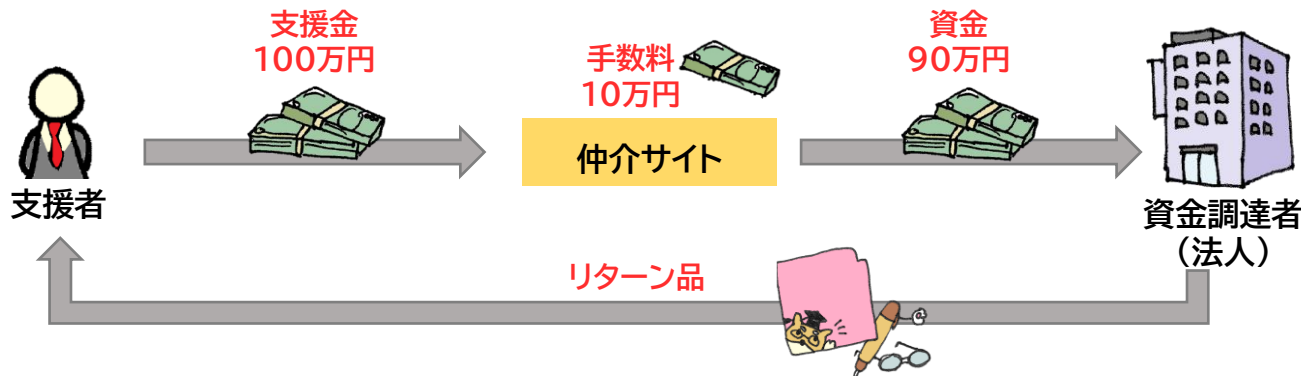 支援金
100万円
手数料
10万円
資金
90万円
仲介サイト
支援者
資金調達者
（法人）
リターン品